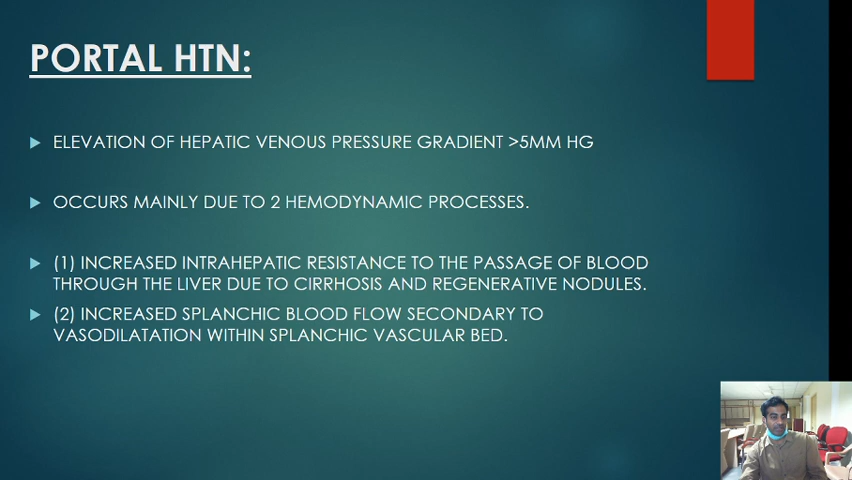 PORTAL HTN:
ELEVATION OF HEPATIC VENOUS PRESSURE GRADIENT >5MM HG
OCCURS MAINLY DUE TO 2 HEMODYNAMIC PROCESSES.
(1) INCREASED INTRAHEPATIC RESISTANCE TO THE PASSAGE OF BLOOD
THROUGH THE LIVER DUE TO CIRRHOSIS AND REGENERATIVE NODULES.
(2) INCREASED SPLANCHIC BLOOD FLOW SECONDARY TO
VASODILATATION WITHIN SPLANCHIC VASCULAR BED.